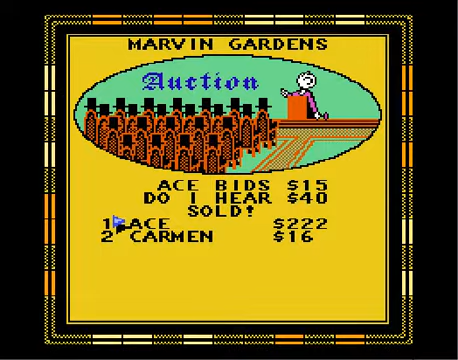 MARVIN GARDENS
Auction
ACE BIDS $15
DO I HEAR $40
SOLD!
1 ACE $222
2 CARMEN $16